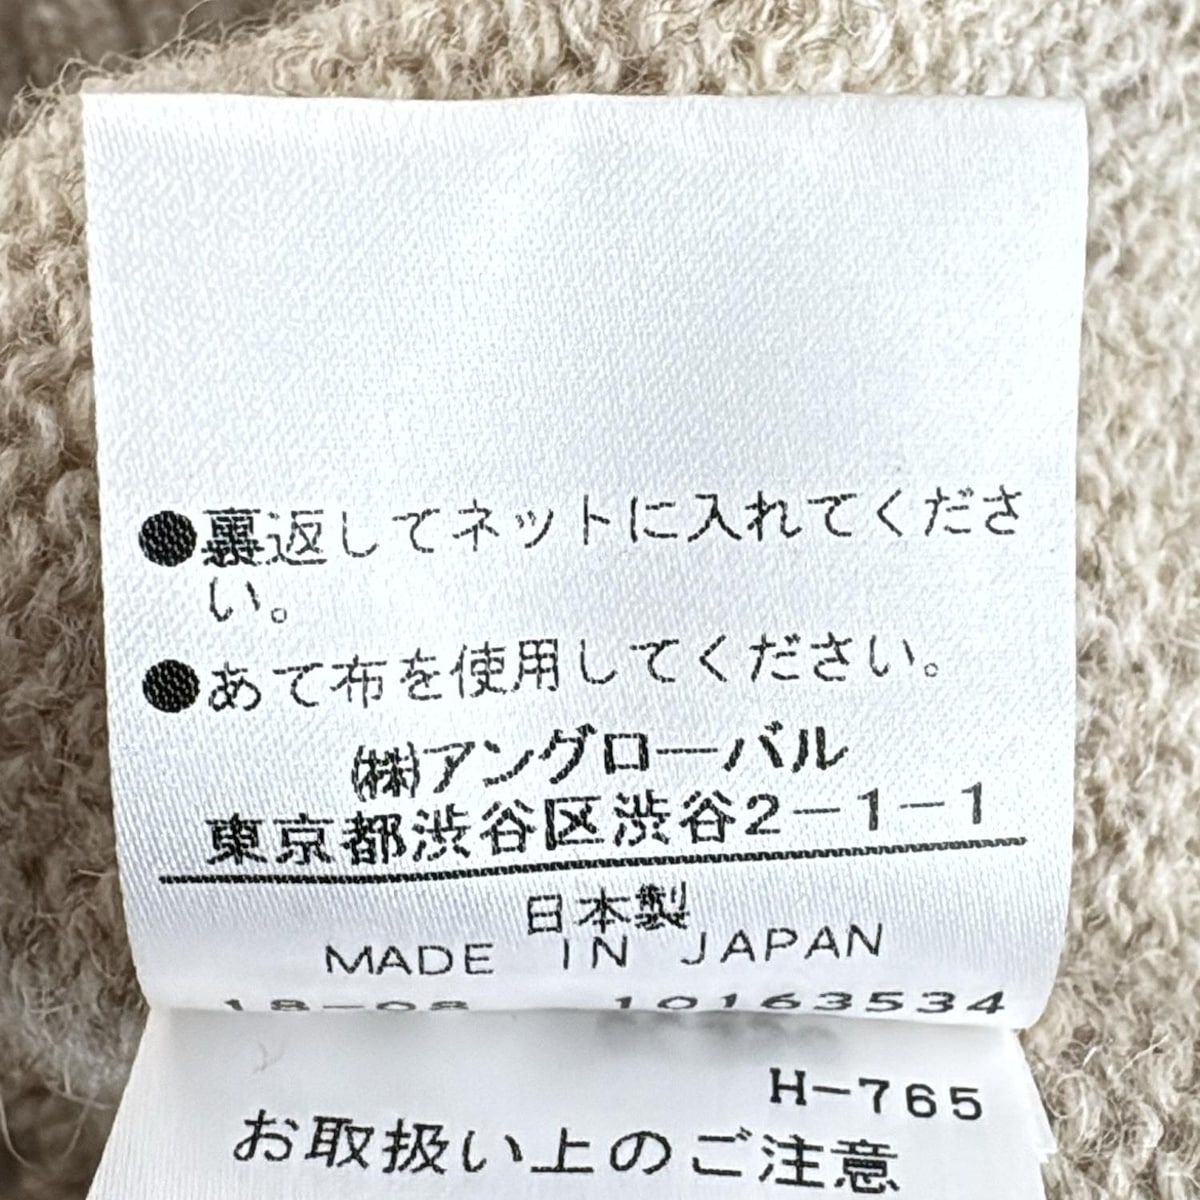 ●裏返してネットに入れてくださ
い。
●あて布を使用してください。
㈱アングローバル
東京都渋谷区渋谷2-1-1
日本製
MADE IN JAPAN
18-08 10163534
H-765
お取扱い上のご注意